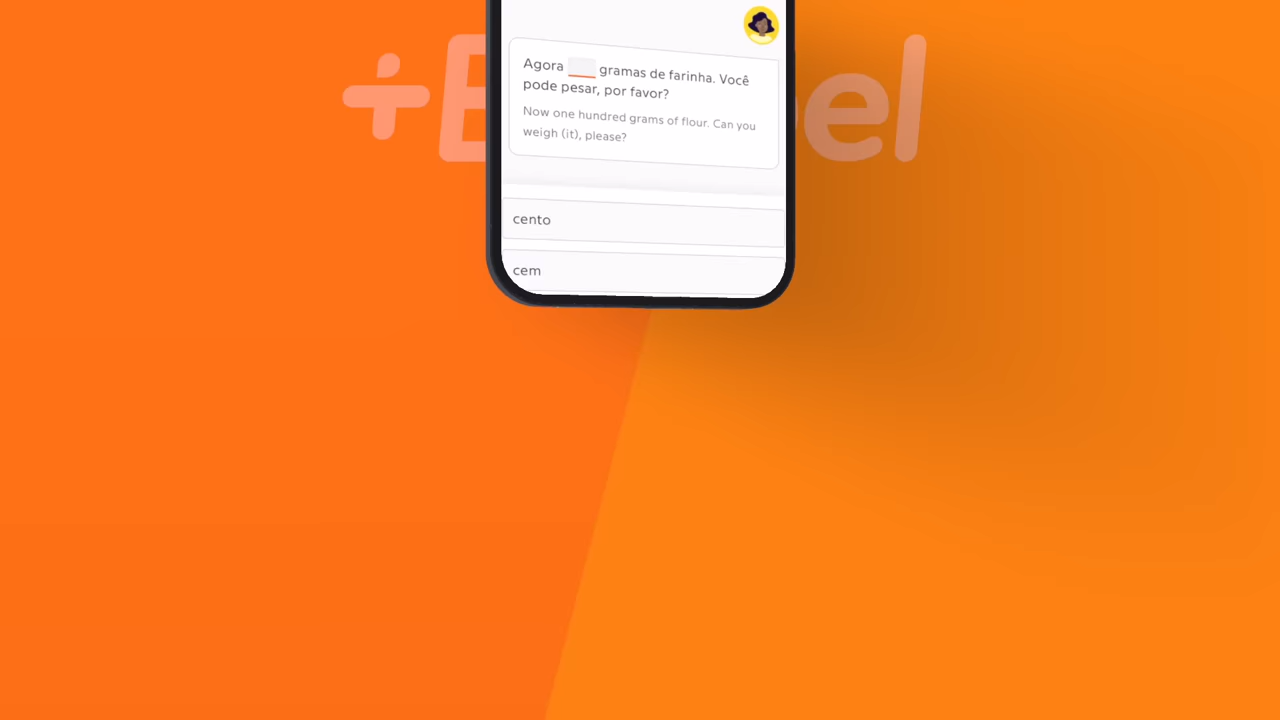 Agora ___ gramas de farinha. Você
pode pesar, por favor?
Now one hundred grams of flour. Can you
weigh (it), please?
cento
cem